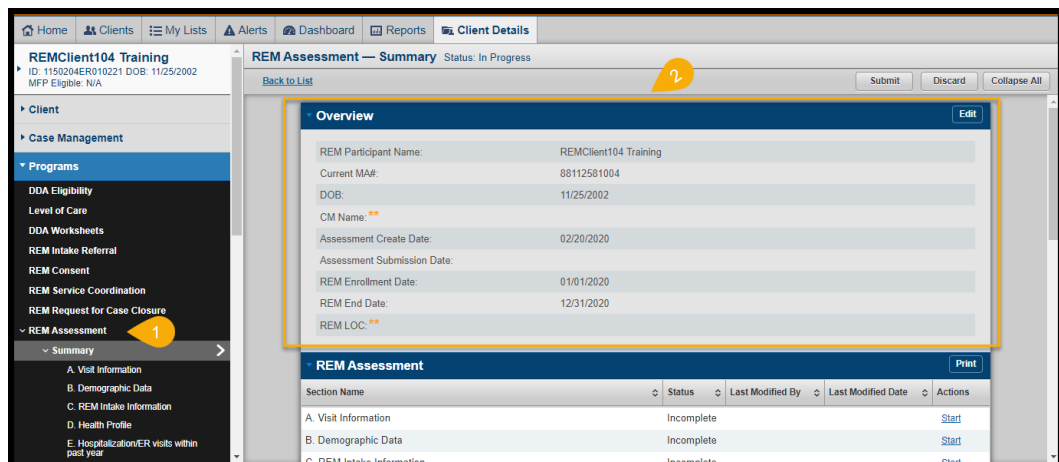 Home Clients My Lists Alerts Dashboard Reports Client Details
REMClient104 Training
ID: 1150204ER010221 DOB: 11/25/2002
MFP Eligible: N/A
Client
Case Management
Programs
DDA Eligibility
Level of Care
DDA Worksheets
REM Intake Referral
REM Consent
REM Service Coordination
REM Request for Case Closure
REM Assessment
1
Summary
A. Visit Information
B. Demographic Data
C. REM Intake Information
D. Health Profile
E. Hospitalization/ER visits within
past year
REM Assessment — Summary Status: In Progress
Back to List
2
Submit Discard Collapse All
Overview Edit
REM Participant Name: REMClient104 Training
Current MA#: 88112581004
DOB: 11/25/2002
CM Name: **
Assessment Create Date: 02/20/2020
Assessment Submission Date:
REM Enrollment Date: 01/01/2020
REM End Date: 12/31/2020
REM LOC: **
REM Assessment Print
Section Name Status Last Modified By Last Modified Date Actions
A. Visit Information Incomplete Start
B. Demographic Data Incomplete Start
C. REM Intake Information Incomplete Start